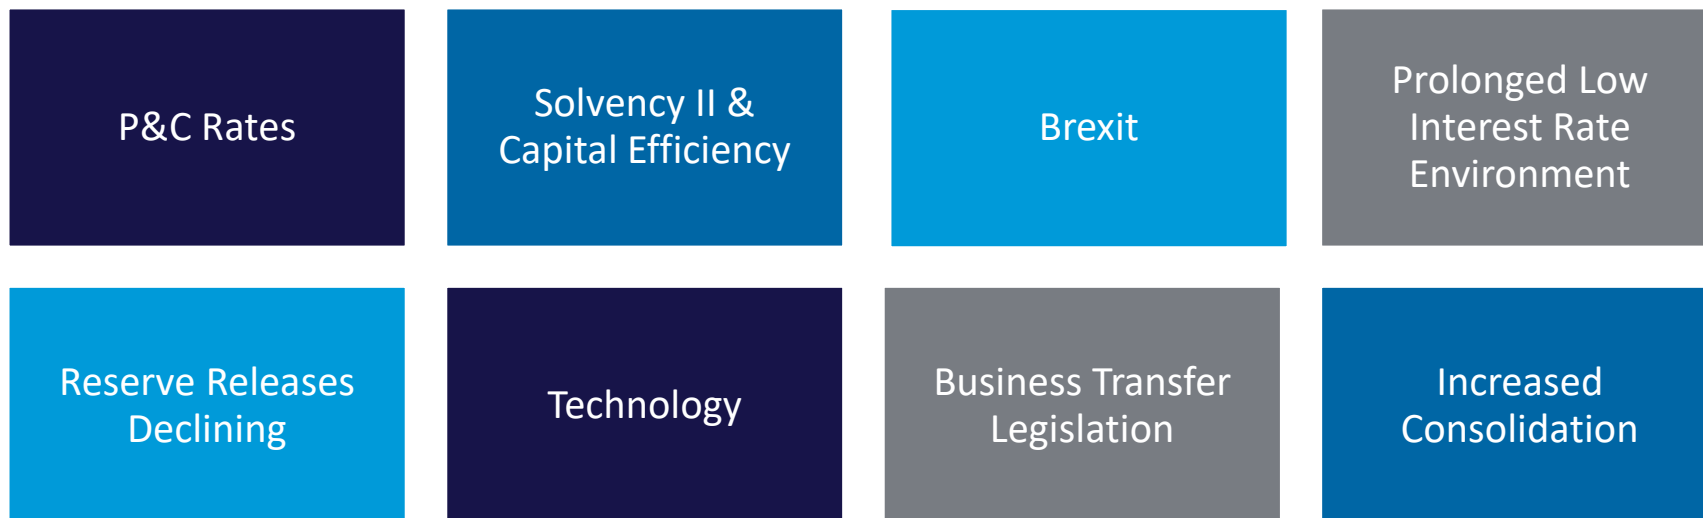 P&C Rates
Solvency II &
Capital Efficiency
Brexit
Prolonged Low
Interest Rate
Environment
Reserve Releases
Declining
Technology
Business Transfer
Legislation
Increased
Consolidation